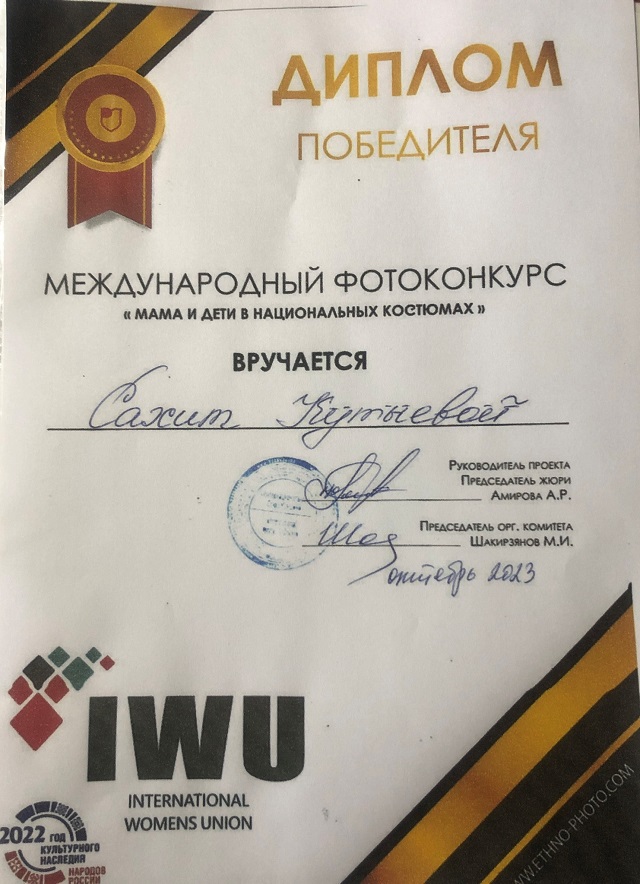 ДИПЛОМ
ПОБЕДИТЕЛЯ
МЕЖДУНАРОДНЫЙ ФОТОКОНКУРС
« МАМА И ДЕТИ В НАЦИОНАЛЬНЫХ КОСТЮМАХ »
ВРУЧАЕТСЯ
Сахит Кутыевой
РУКОВОДИТЕЛЬ ПРОЕКТА
ПРЕДСЕДАТЕЛЬ ЖЮРИ
АМИРОВА А.Р.
ПРЕДСЕДАТЕЛЬ ОРГ. КОМИТЕТА
ШАКИРЗЯНОВ М.И.
октябрь 2023
IWU
INTERNATIONAL
WOMENS UNION
2022 ГОД
КУЛЬТУРНОГО
НАСЛЕДИЯ
НАРОДОВ
РОССИИ
WWW.ETHNO-PHOTO.COM